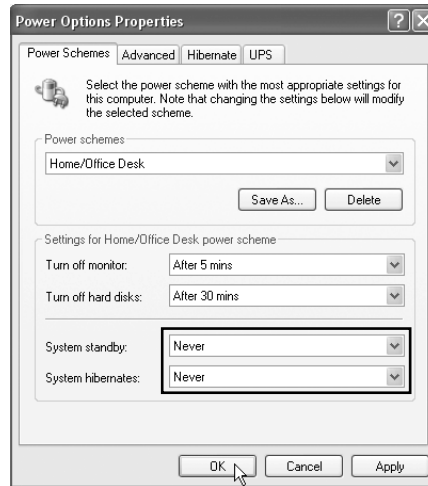 Power Options Properties
Power Schemes Advanced Hibernate UPS
Select the power scheme with the most appropriate settings for
this computer. Note that changing the settings below will modify
the selected scheme.
Power schemes
Home/Office Desk
Save As... Delete
Settings for Home/Office Desk power scheme
Turn off monitor: After 5 mins
Turn off hard disks: After 30 mins
System standby: Never
System hibernates: Never
OK Cancel Apply